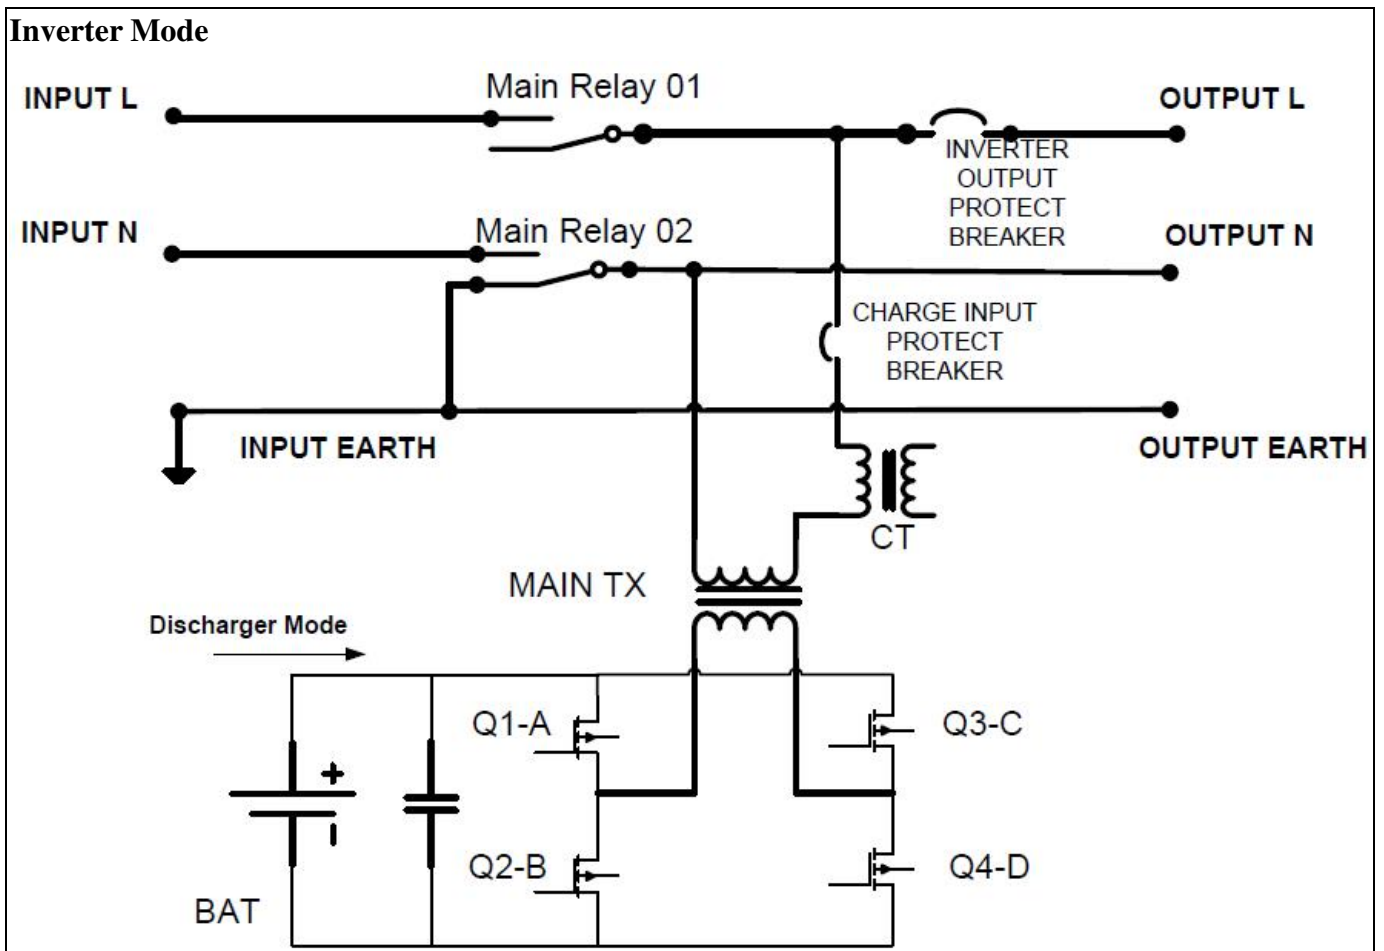 Inverter Mode
Main Relay 01
INPUT L
OUTPUT L
INVERTER
OUTPUT
PROTECT
BREAKER
INPUT N
Main Relay 02
OUTPUT N
CHARGE INPUT
PROTECT
BREAKER
INPUT EARTH
OUTPUT EARTH
CT
MAIN TX
Discharger Mode
Q1-A
Q3-C
+
Q2-B
Q4-D
BAT